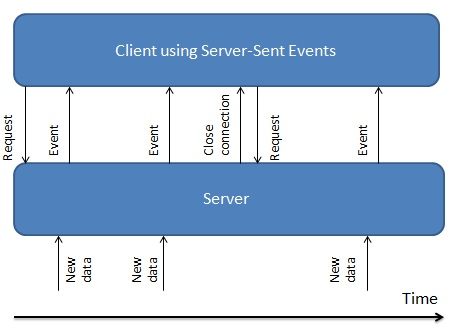 Client using Server-Sent Events
Request
Event
Event
Close
connection
Request
Event
Server
New
data
New
data
New
data
Time